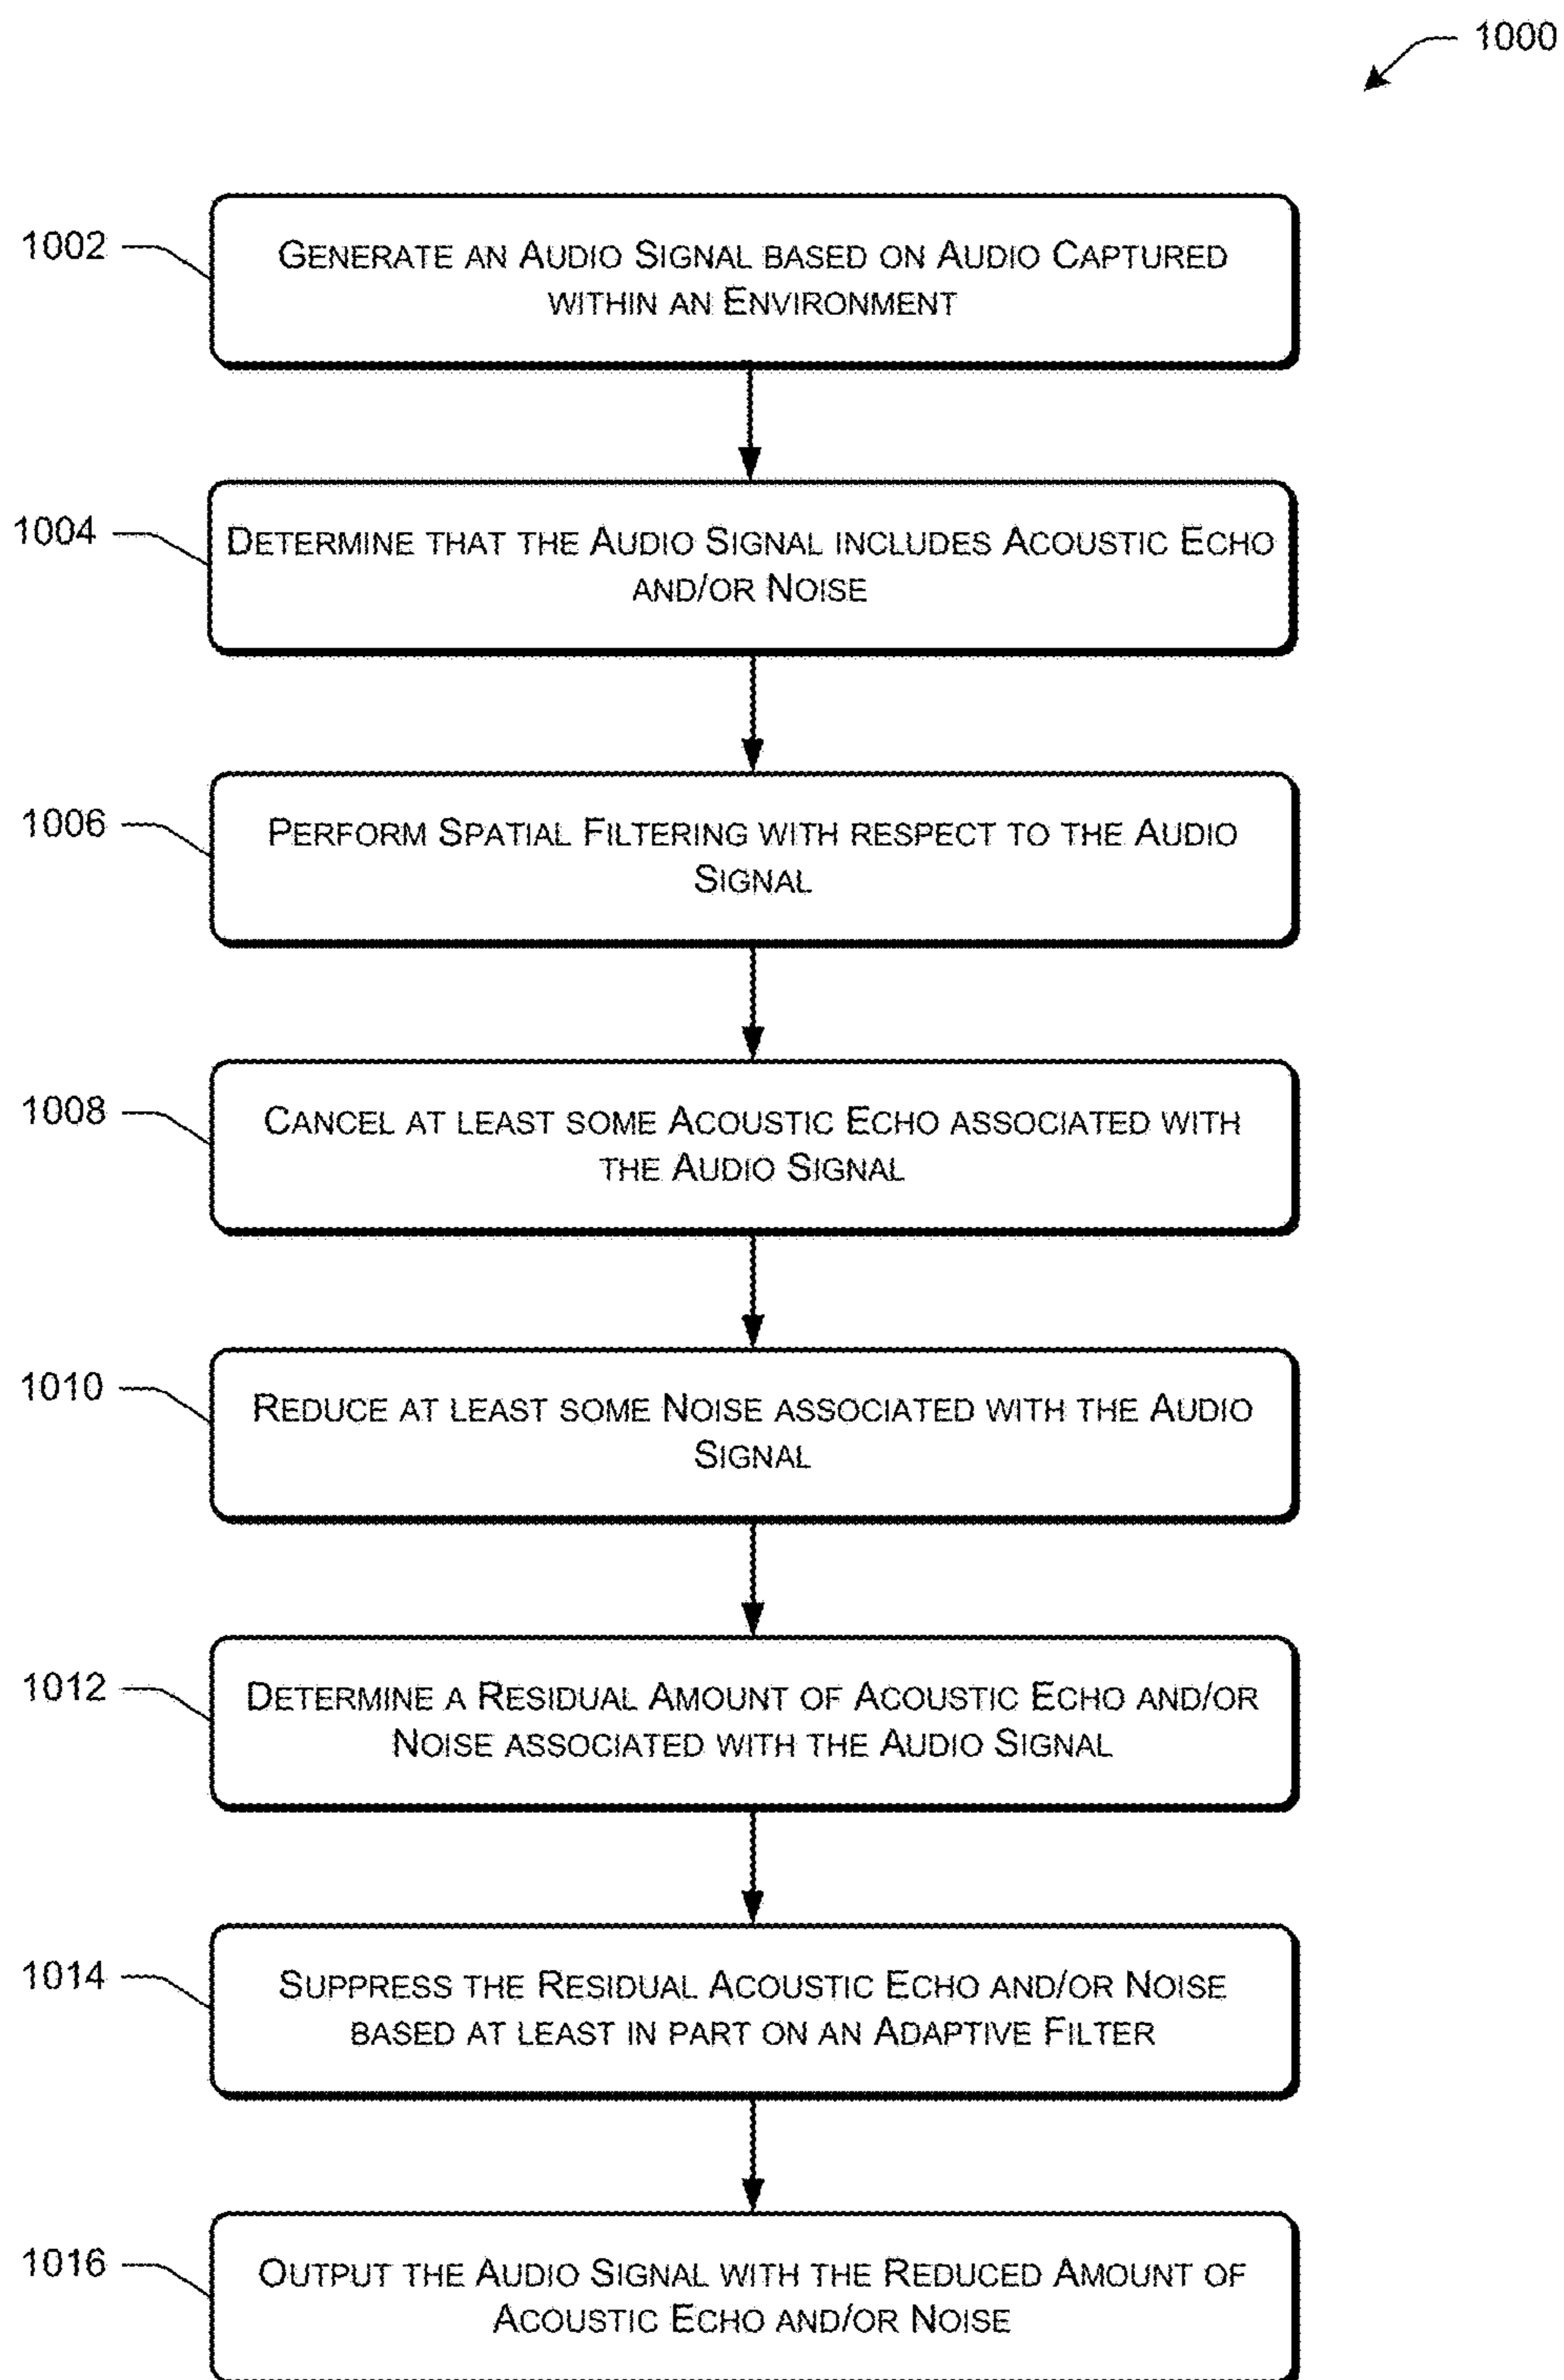 1000
1002
GENERATE AN AUDIO SIGNAL BASED ON AUDIO CAPTURED
WITHIN AN ENVIRONMENT
1004
DETERMINE THAT THE AUDIO SIGNAL INCLUDES ACOUSTIC ECHO
AND/OR NOISE
1006
PERFORM SPATIAL FILTERING WITH RESPECT TO THE AUDIO
SIGNAL
1008
CANCEL AT LEAST SOME ACOUSTIC ECHO ASSOCIATED WITH
THE AUDIO SIGNAL
1010
REDUCE AT LEAST SOME NOISE ASSOCIATED WITH THE AUDIO
SIGNAL
1012
DETERMINE A RESIDUAL AMOUNT OF ACOUSTIC ECHO AND/OR
NOISE ASSOCIATED WITH THE AUDIO SIGNAL
1014
SUPPRESS THE RESIDUAL ACOUSTIC ECHO AND/OR NOISE
BASED AT LEAST IN PART ON AN ADAPTIVE FILTER
1016
OUTPUT THE AUDIO SIGNAL WITH THE REDUCED AMOUNT OF
ACOUSTIC ECHO AND/OR NOISE